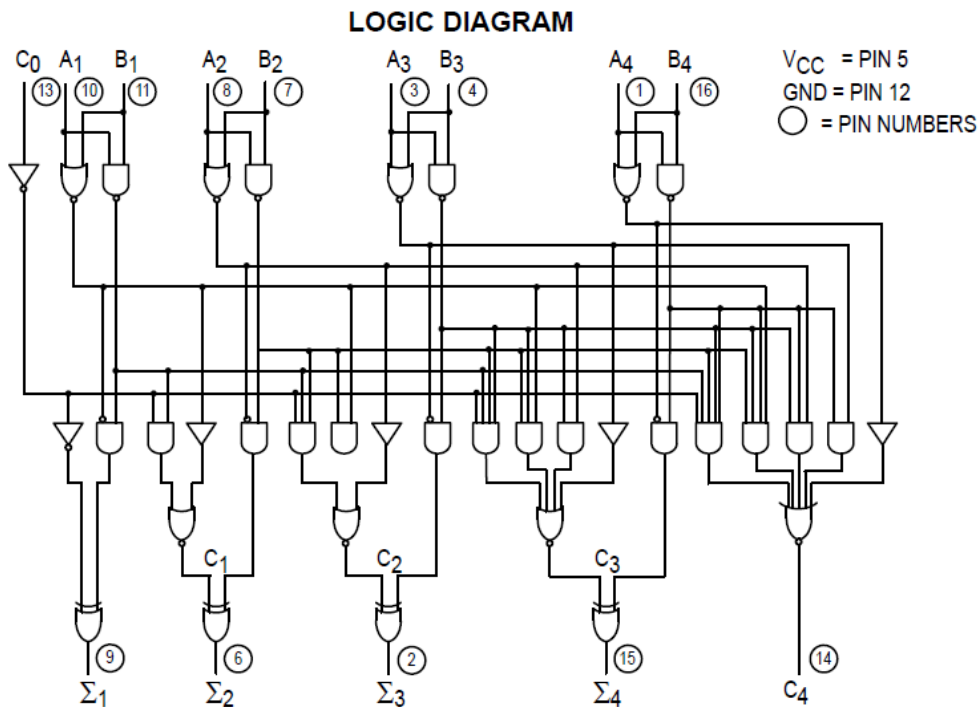 LOGIC DIAGRAM
C0 A1 B1 A2 B2 A3 B3 A4 B4
VCC = PIN 5
13 10 11 8 7 3 4 1 16
GND = PIN 12
= PIN NUMBERS
C1 C2 C3
9 6 2 15 14
Σ1 Σ2 Σ3 Σ4 C4